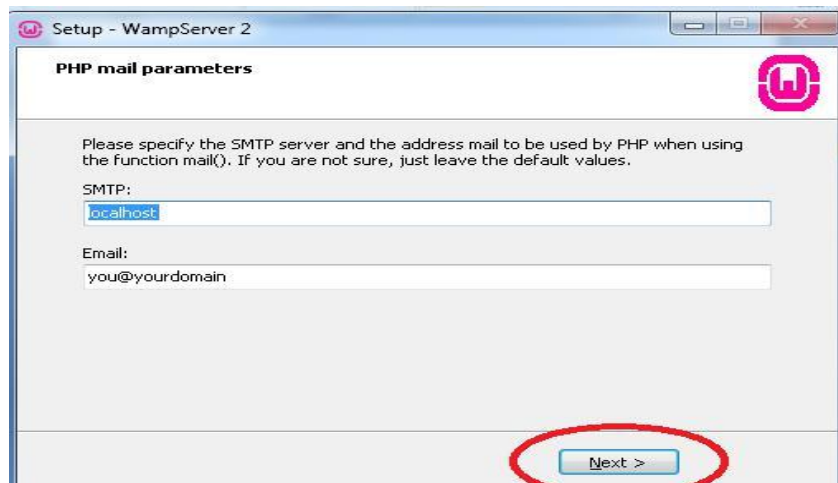 Setup - WampServer 2
PHP mail parameters
Please specify the SMTP server and the address mail to be used by PHP when using
the function mail(). If you are not sure, just leave the default values.
SMTP:
localhost
Email:
you@yourdomain
Next >